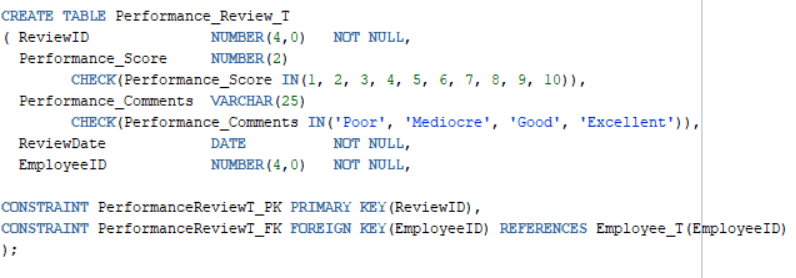 CREATE TABLE Performance_Review_T
( ReviewID NUMBER(4,0) NOT NULL,
Performance_Score NUMBER(2)
CHECK(Performance_Score IN(1, 2, 3, 4, 5, 6, 7, 8, 9, 10)),
Performance_Comments VARCHAR(25)
CHECK(Performance_Comments IN('Poor', 'Mediocre', 'Good', 'Excellent')),
ReviewDate DATE NOT NULL,
EmployeeID NUMBER(4,0) NOT NULL,
CONSTRAINT PerformanceReviewT_PK PRIMARY KEY(ReviewID),
CONSTRAINT PerformanceReviewT_FK FOREIGN KEY(EmployeeID) REFERENCES Employee_T(EmployeeID)
);